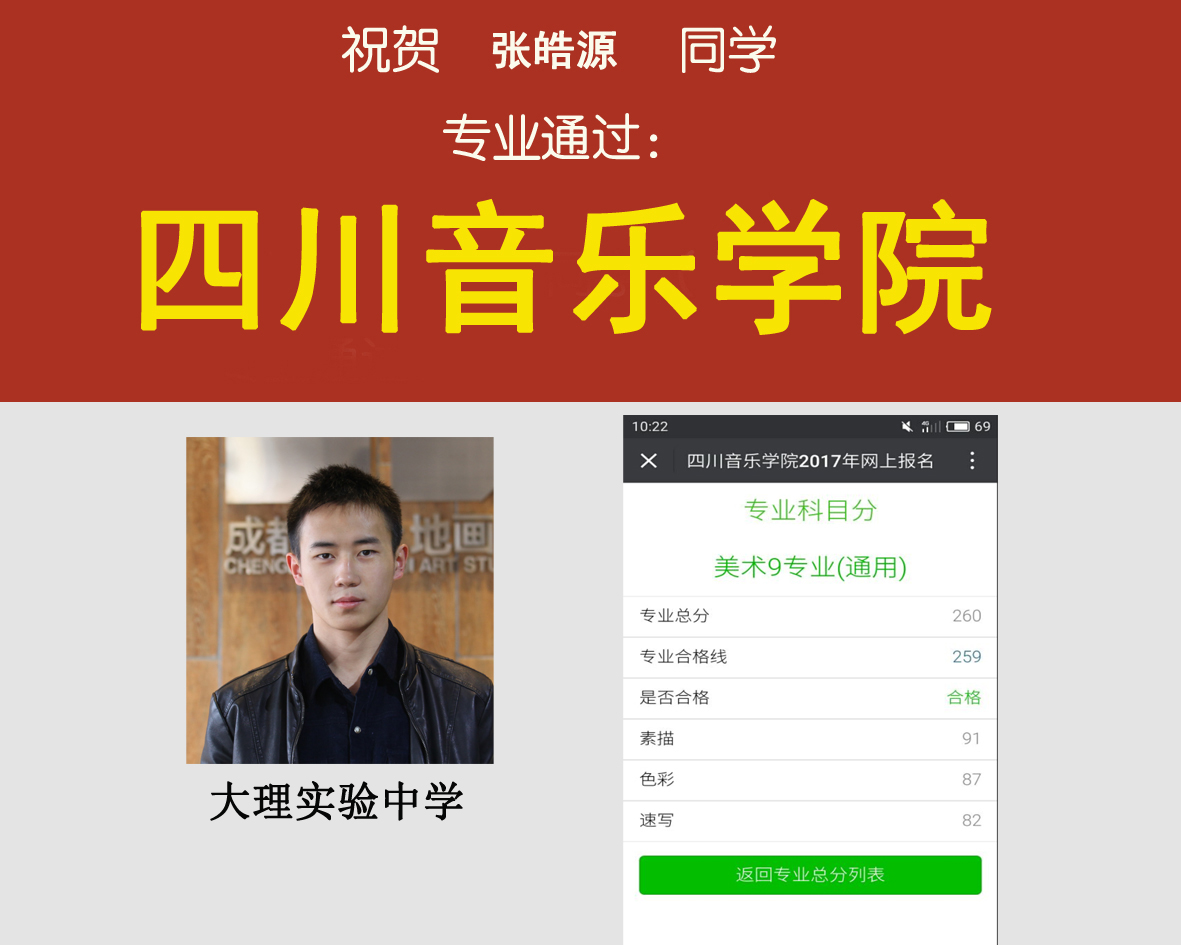 祝贺 张皓源 同学
专业通过：
四川音乐学院
成都 地画
CHENG ART STU
大理实验中学
10:22 69
四川音乐学院2017年网上报名
专业科目分
美术9专业(通用)
专业总分 260
专业合格线 259
是否合格 合格
素描 91
色彩 87
速写 82
返回专业总分列表